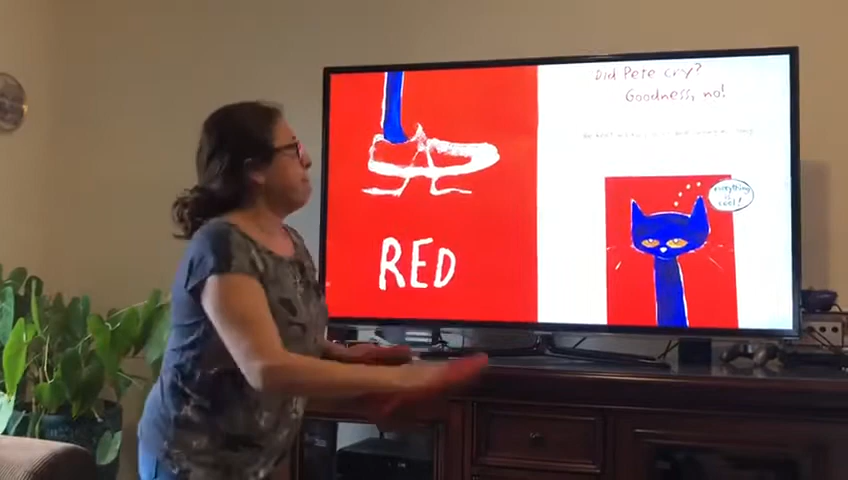 RED
Did Pete cry?
Goodness, no!
everything
is
cool!